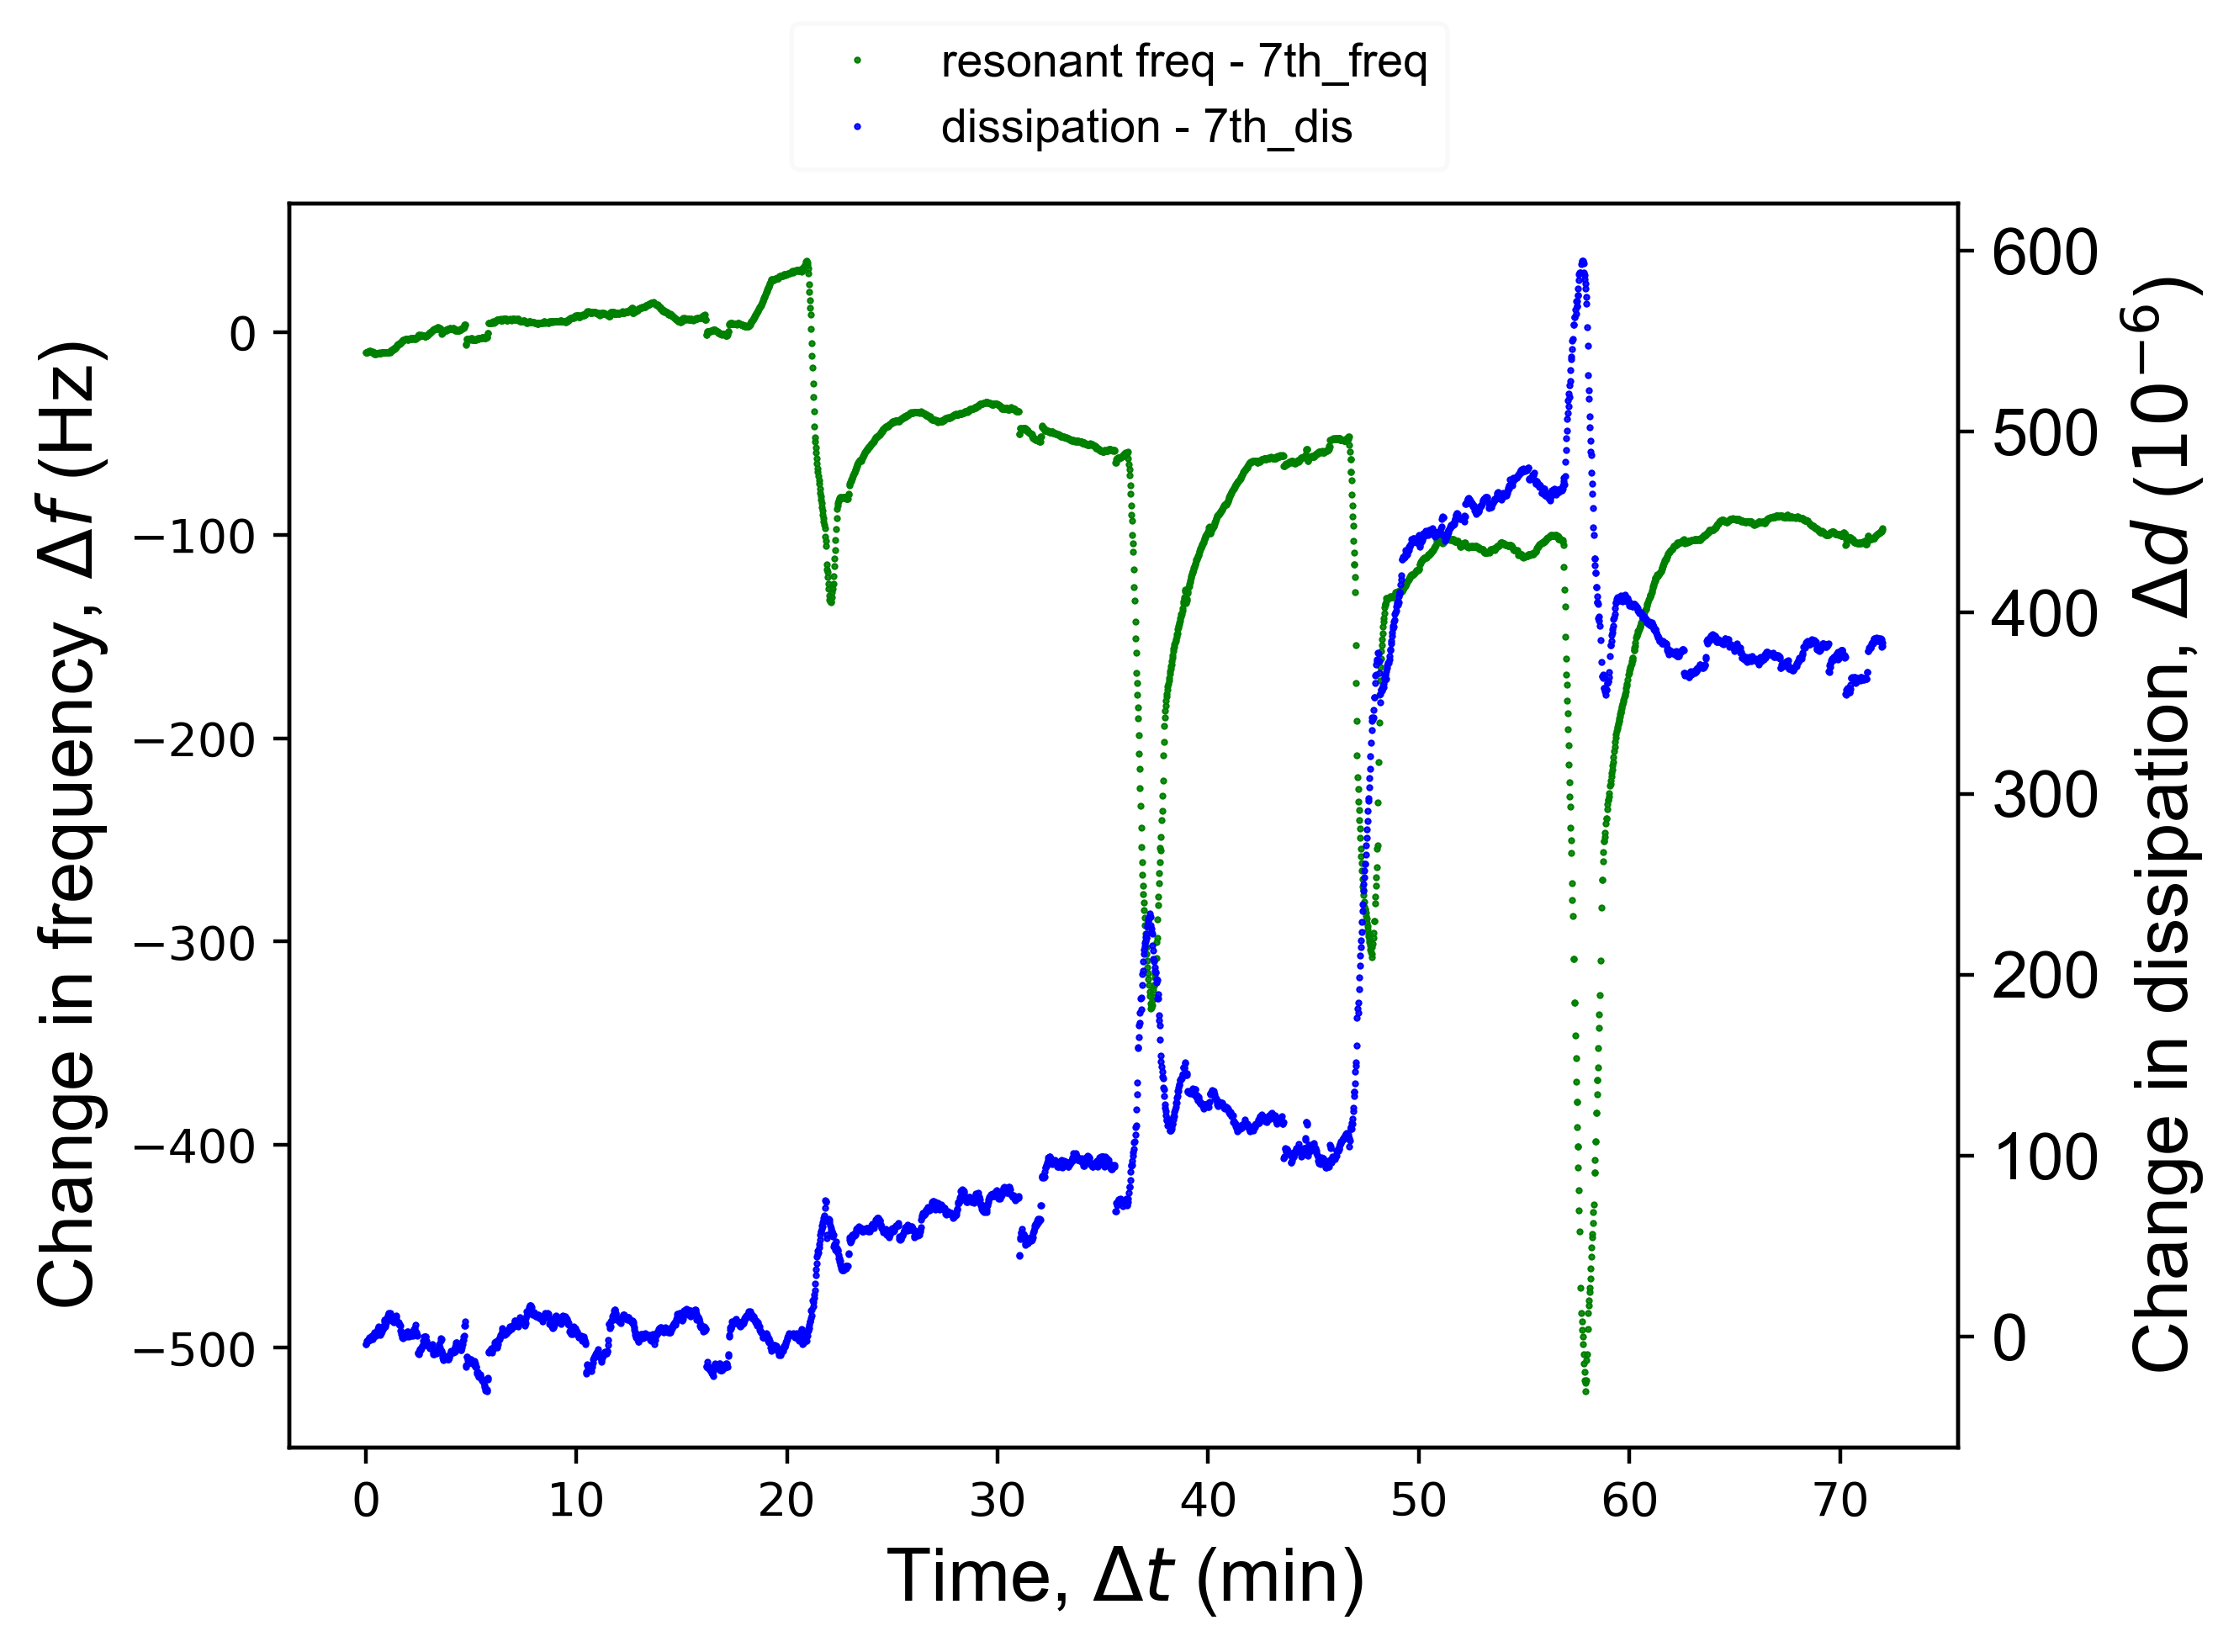 resonant freq - 7th_freq
dissipation - 7th_dis
Change in frequency, Δf (Hz)
0
−100
−200
−300
−400
−500
600
500
400
300
200
100
0
Change in dissipation, Δd (10⁻⁶)
0 10 20 30 40 50 60 70
Time, Δt (min)